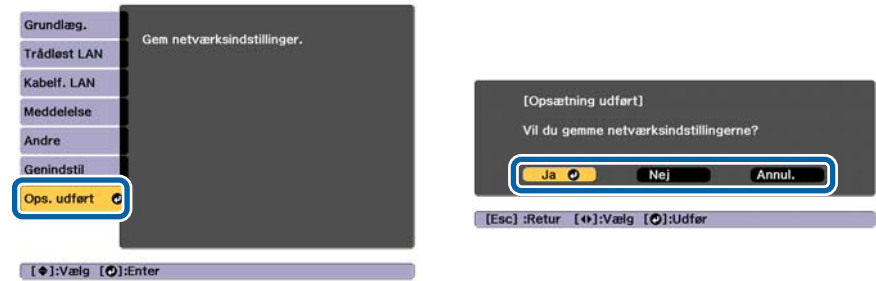 Grundlæg.
Trådløst LAN
Kabelf. LAN
Meddelelse
Andre
Genindstil
Ops. udført
Gem netværksindstillinger.
[ ]:Vælg [ ]:Enter
[Opsætning udført]
Vil du gemme netværksindstillingerne?
Ja Nej Annul.
[Esc] :Retur [ ]:Vælg [ ]:Udfør